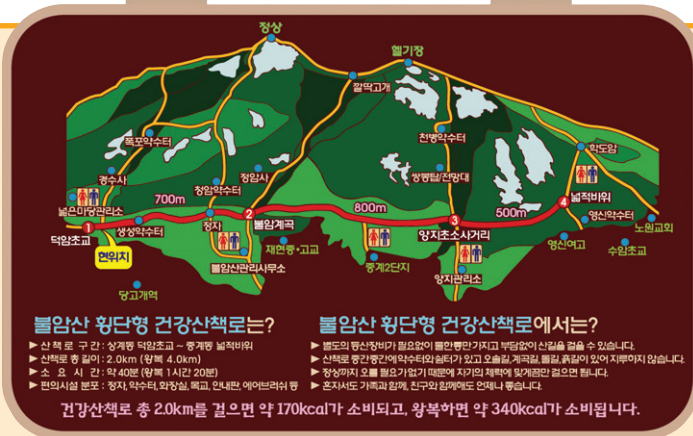 정상
헬기장
깔딱고개
폭포약수터
천병약수터
학도암
경수사
정암사
쌍봉탑/전망대
청암약수터
넓은마당관리소
700m
800m
500m
4 넓적바위
1
정자
2 불암계곡
3
영신약수터
노원교회
덕암초교
생성약수터
양지초소사거리
현위치
재현중·고교
영신여고
수암초교
불암산관리사무소
중계2단지
양지관리소
당고개역
불암산 횡단형 건강산책로는?
▶ 산 책 로 구 간 : 상계동 덕암초교 ~ 중계동 넓적바위
▶ 산책로 총 길이 : 2.0km (왕복 4.0km)
▶ 소 요 시 간 : 약 40분 (왕복 1시간 20분)
▶ 편의시설 분포 : 정자, 약수터, 화장실, 목교, 안내판, 에어브러쉬 등
불암산 횡단형 건강산책로에서는?
▶ 별도의 등산장비가 필요없이 물한통만 가지고 부담없이 산길을 걸을 수 있습니다.
▶ 산책로 중간중간에 약수터와 쉼터가 있고 오솔길, 계곡길, 돌길, 흙길이 있어 지루하지 않습니다.
▶ 정상까지 오를 필요가 없기 때문에 자기의 체력에 맞게끔만 걸으면 됩니다.
▶ 혼자서도 가족과 함께, 친구와 함께해도 언제나 좋습니다.
건강산책로 총 2.0km를 걸으면 약 170kcal가 소비되고, 왕복하면 약 340kcal가 소비됩니다.